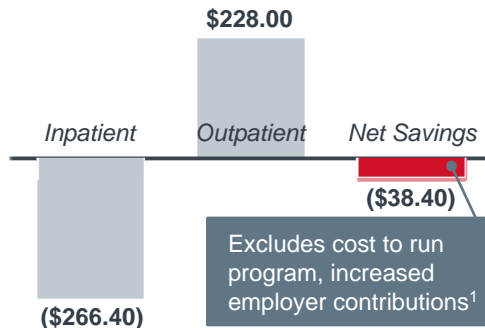 $228.00
Inpatient
Outpatient
Net Savings
($38.40)
Excludes cost to run
program, increased
employer contributions¹
($266.40)